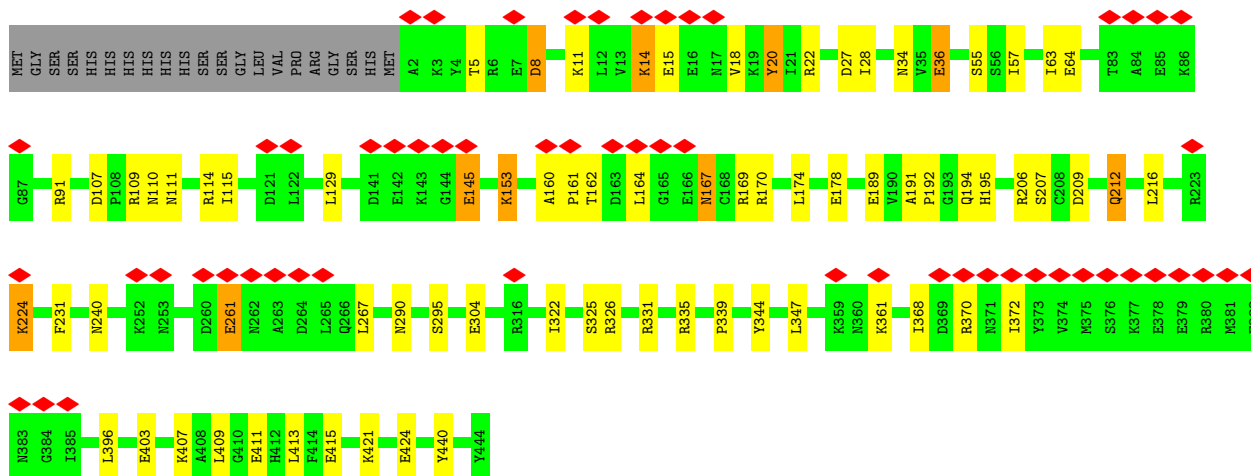 MET GLY SER SER HIS HIS HIS HIS HIS HIS SER SER GLY LEU VAL PRO ARG GLY SER HIS MET A2 K3 Y4 T5 R6 E7 D8 K11 L12 V13 K14 E15 E16 N17 V18 K19 Y20 I21 R22 D27 I28 N34 V35 E36 S55 S56 I57 I63 E64 T83 A84 E85 K86
G87 R91 D107 P108 R109 N110 N111 R114 I115 D121 L122 L129 D141 E142 K143 G144 E145 K153 A160 P161 T162 D163 L164 G165 E166 N167 C168 R169 R170 L174 E178 E189 V190 A191 P192 G193 Q194 H195 R206 S207 C208 D209 Q212 L216 R223
K224 F231 N240 K252 N253 D260 E261 N262 A263 D264 L265 Q266 L267 N290 S295 E304 R316 I322 S325 R326 R331 R335 P339 Y344 L347 K359 N360 K361 I368 D369 R370 N371 I372 Y373 V374 M375 S376 K377 E378 E379 R380 M381
N383 G384 I385 L396 E403 K407 A408 L409 G410 E411 H412 L413 F414 E415 K421 E424 Y440 Y444